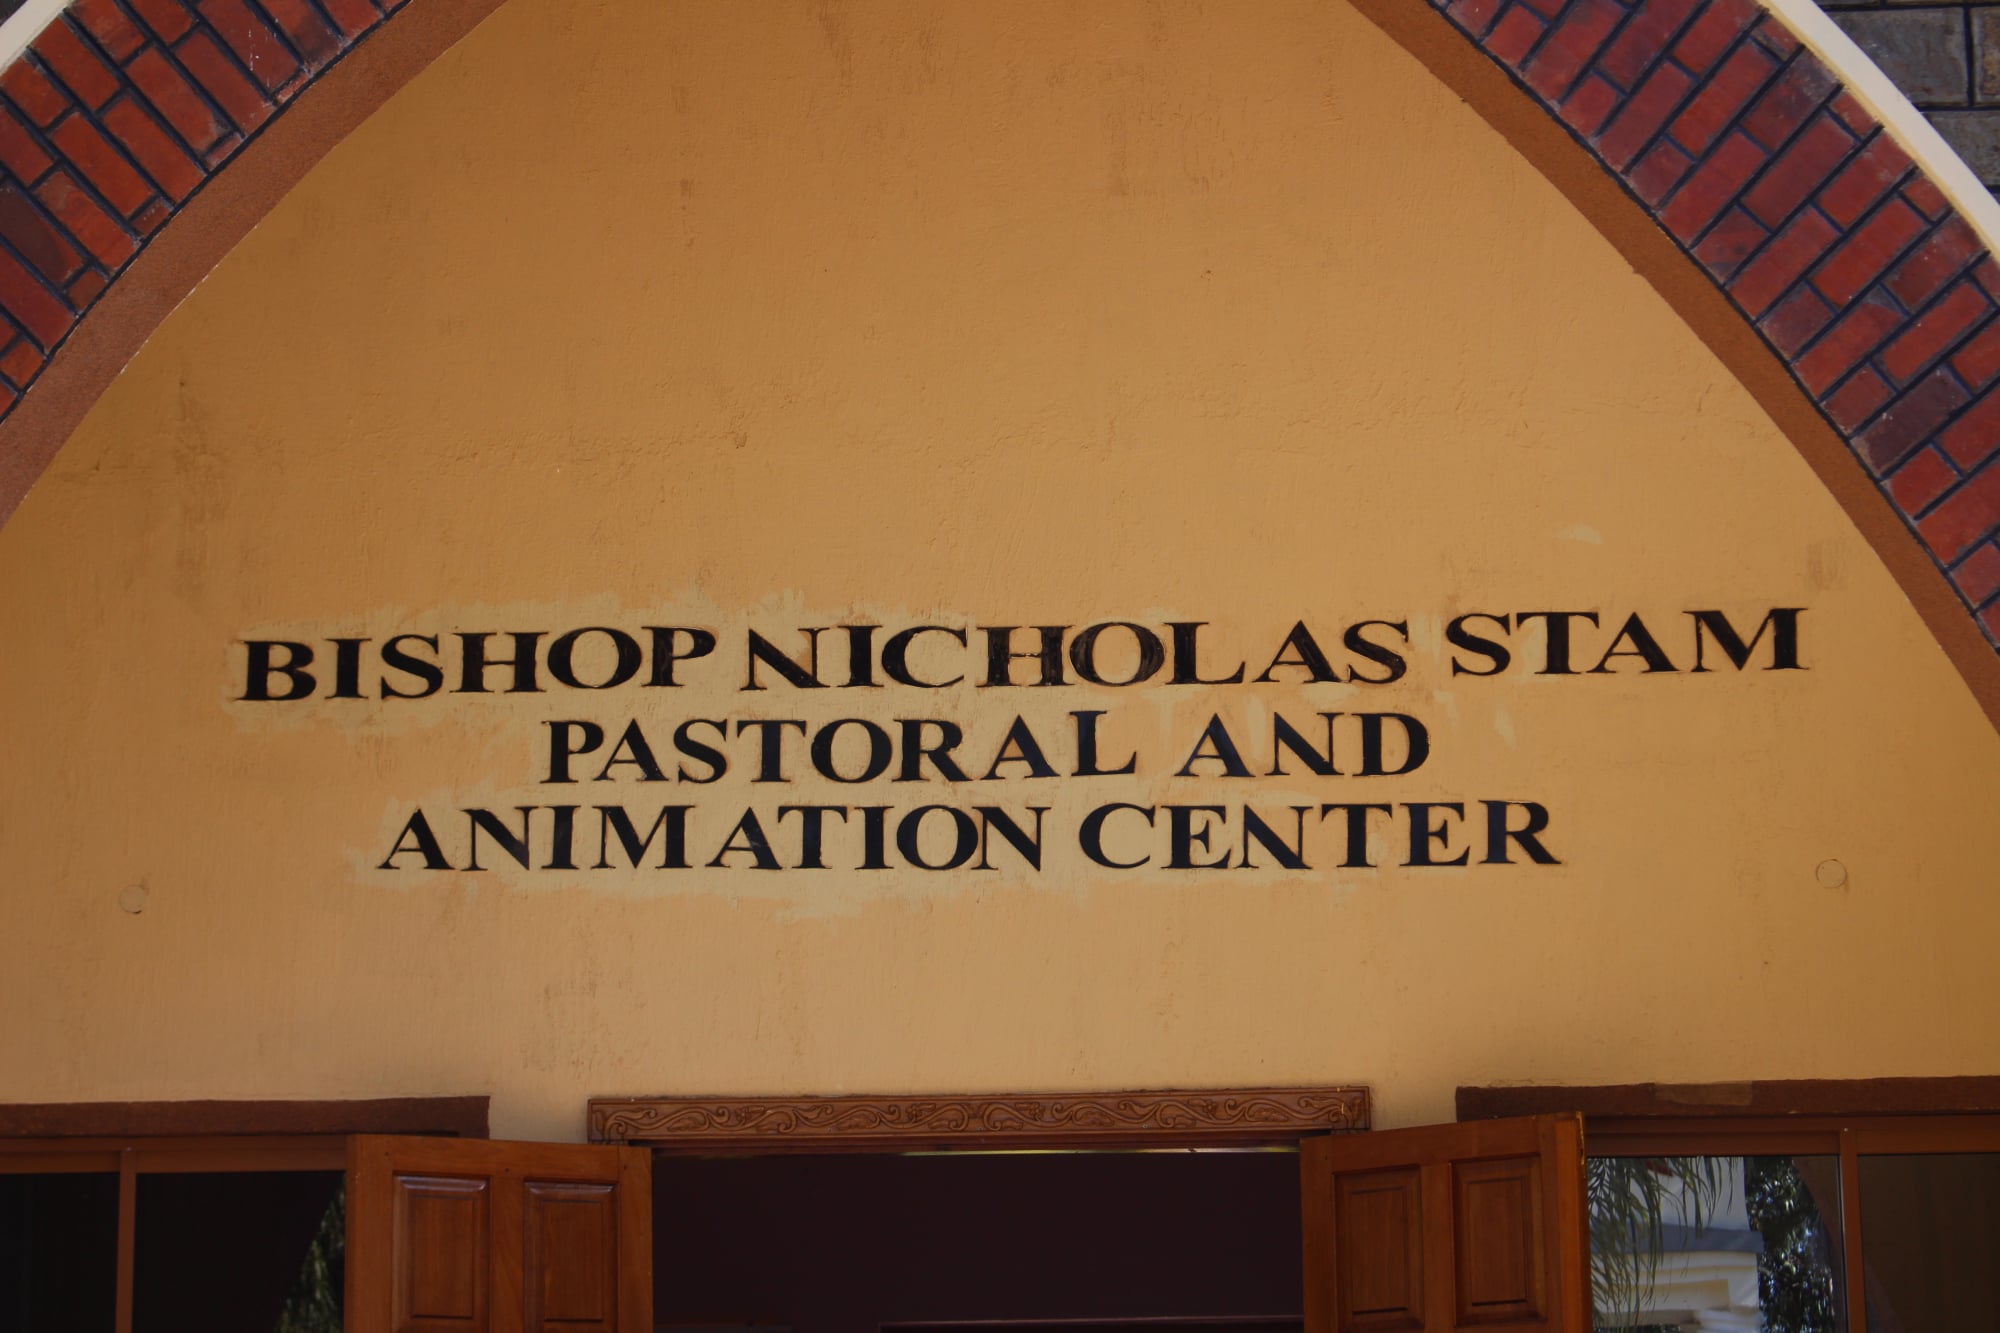 BISHOP NICHOLAS STAM
PASTORAL AND
ANIMATION CENTER